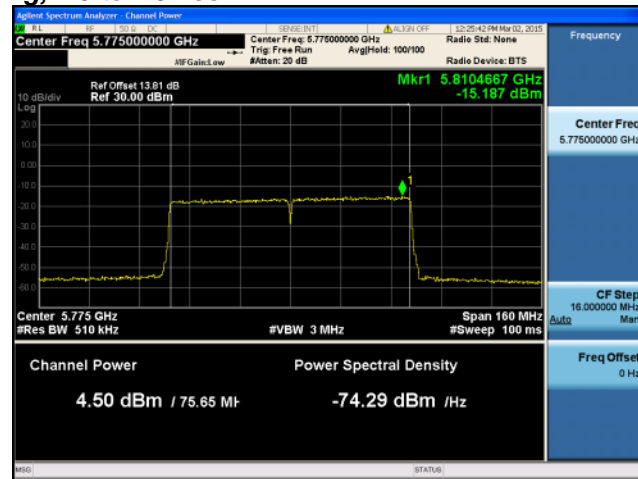 Agilent Spectrum Analyzer - Channel Power
RL RF 50 Ω DC SENSE:INT ALIGN OFF 12:25:42 PM Mar 02, 2015
Center Freq 5.775000000 GHz
Center Freq: 5.775000000 GHz
Radio Std: None
Trig: Free Run Avg|Hold: 100/100
#IFGain:Low #Atten: 20 dB Radio Device: BTS
Frequency
Mkr1 5.8104667 GHz
-15.187 dBm
Ref Offset 13.81 dB
10 dB/div Ref 30.00 dBm
Log
20.0
10.0
0.00
-10.0
-20.0
-30.0
-40.0
-50.0
-60.0
1
Center Freq
5.775000000 GHz
Center 5.775 GHz Span 160 MHz
#Res BW 510 kHz #VBW 3 MHz #Sweep 100 ms
CF Step
16.000000 MHz
Auto Man
Channel Power Power Spectral Density
4.50 dBm / 75.65 MH -74.29 dBm /Hz
Freq Offset
0 Hz
MSG STATUS